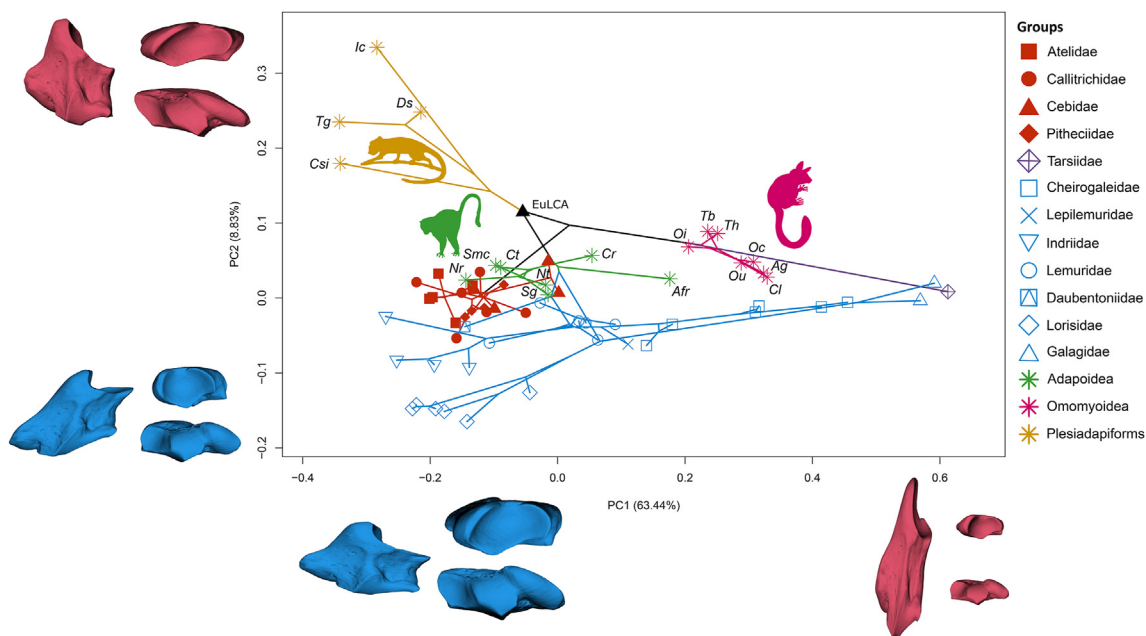 Groups
Atelidae
Callitrichidae
Cebidae
Pitheciidae
Tarsiidae
Cheirogaleidae
Lepilemuridae
Indriidae
Lemuridae
Daubentoniidae
Lorisidae
Galagidae
Adapoidea
Omomyoidea
Plesiadapiforms
Ic
Ds
Tg
Csi
EuLCA
Tb
Th
Oi
Oc
Ag
Ou
Cl
Smc
Ct
Cr
Nr
Nt
Sg
Afr
PC2 (8.83%)
0.3
0.2
0.1
0.0
−0.1
−0.2
−0.4
−0.2
0.0
0.2
0.4
0.6
PC1 (63.44%)